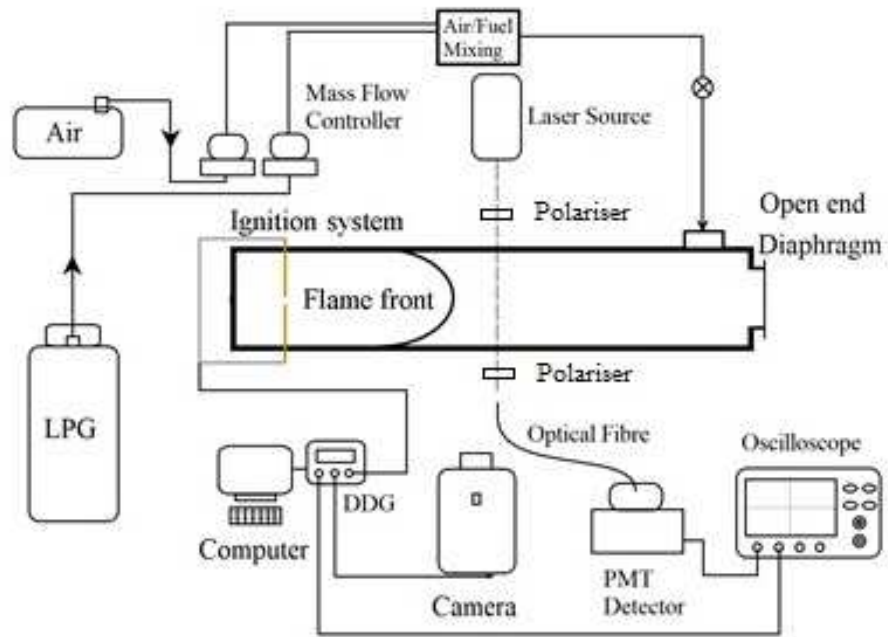 Air/Fuel
Mixing
Mass Flow
Controller
Air
Laser Source
Polariser
Open end
Diaphragm
Ignition system
Flame front
Polariser
LPG
Optical Fibre
Oscilloscope
DDG
Computer
Camera
PMT
Detector